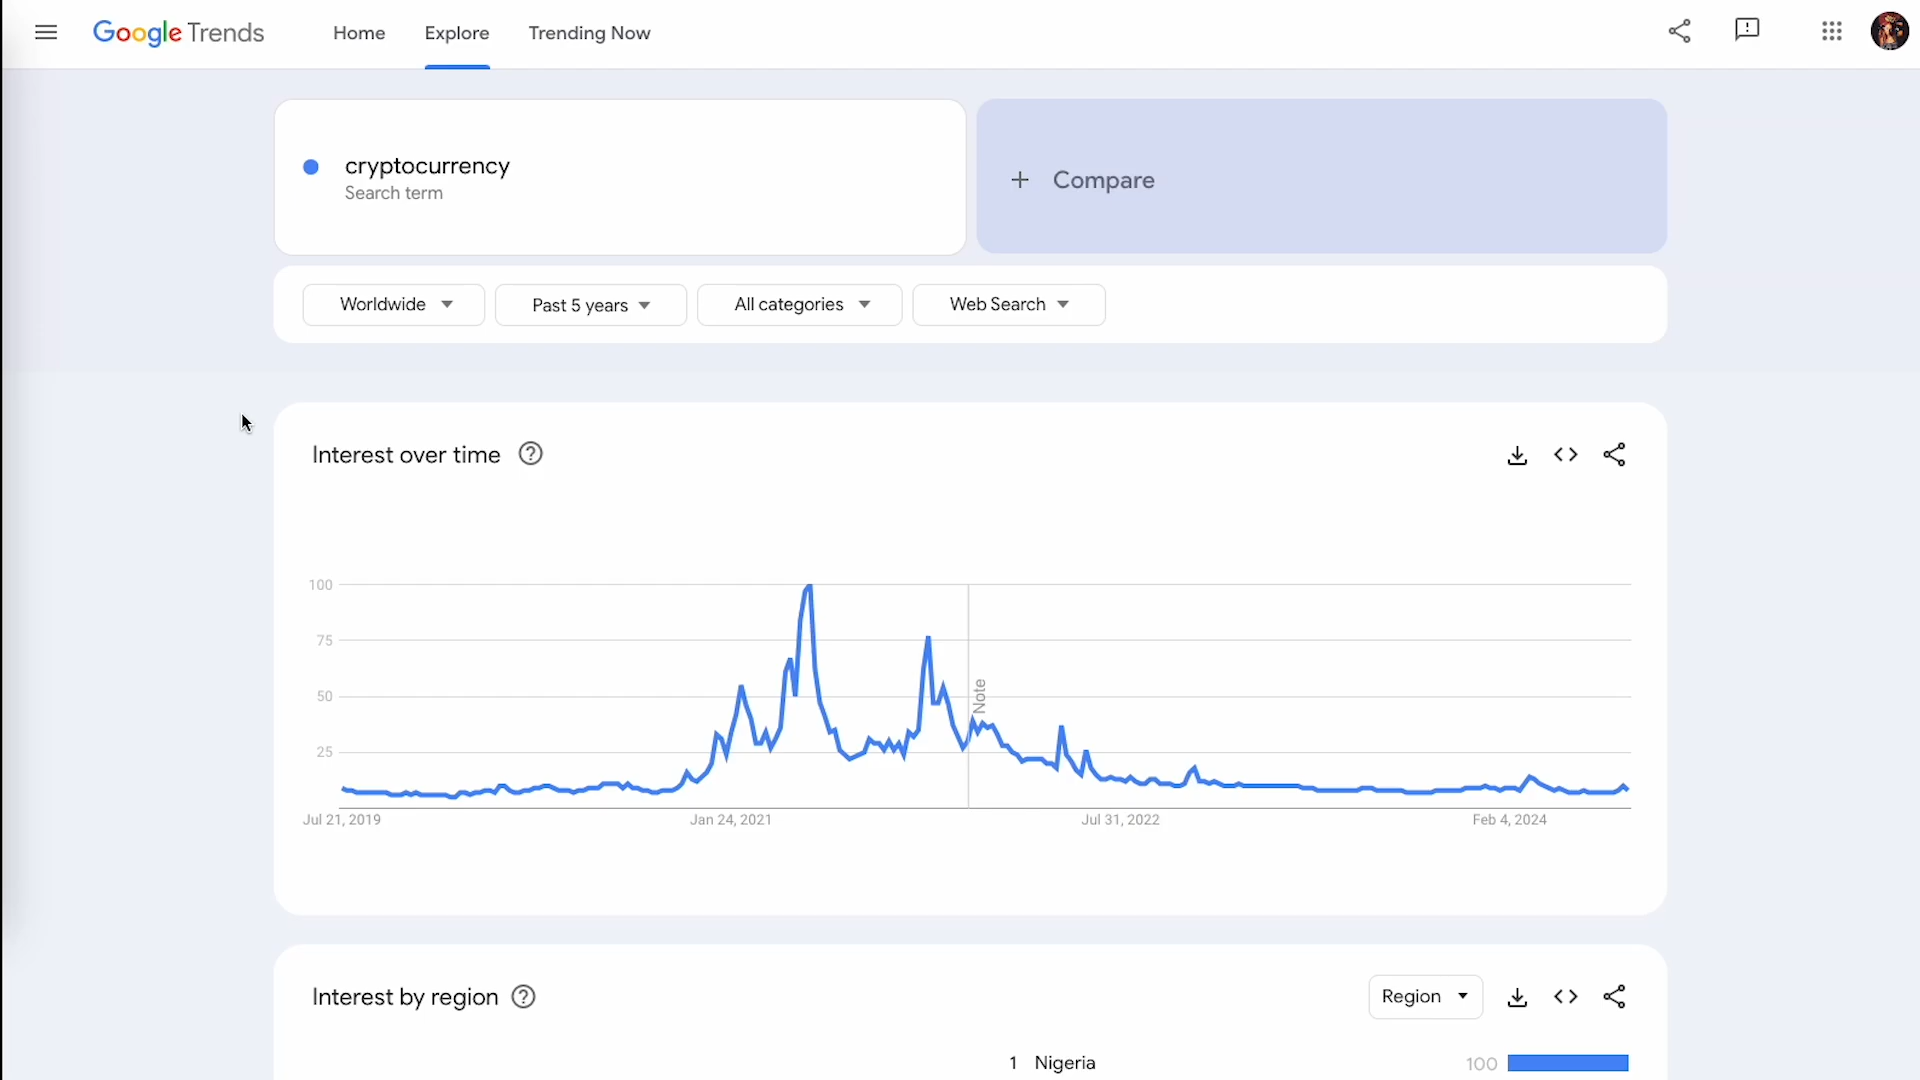 Google Trends Home Explore Trending Now
cryptocurrency
Search term
+ Compare
Worldwide Past 5 years All categories Web Search
Interest over time
100
75
50
25
Note
Jul 21, 2019 Jan 24, 2021 Jul 31, 2022 Feb 4, 2024
Interest by region Region
1 Nigeria 100